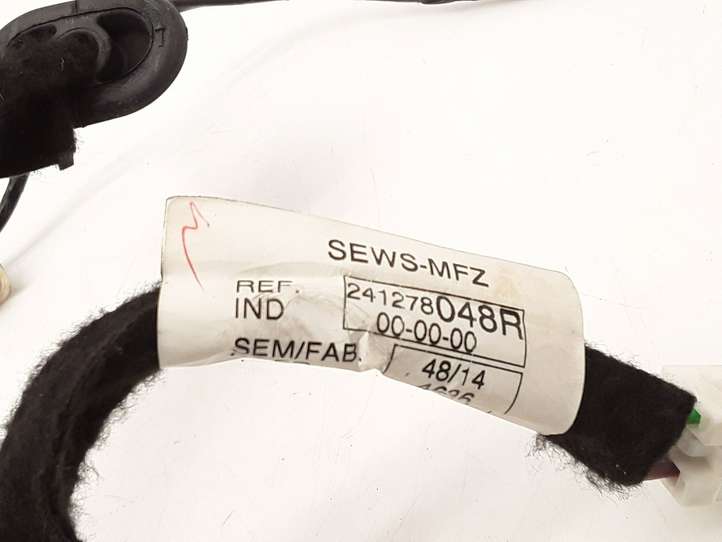 SEWS-MFZ
REF. 241278048R
IND 00-00-00
SEM/FAB. 48/14